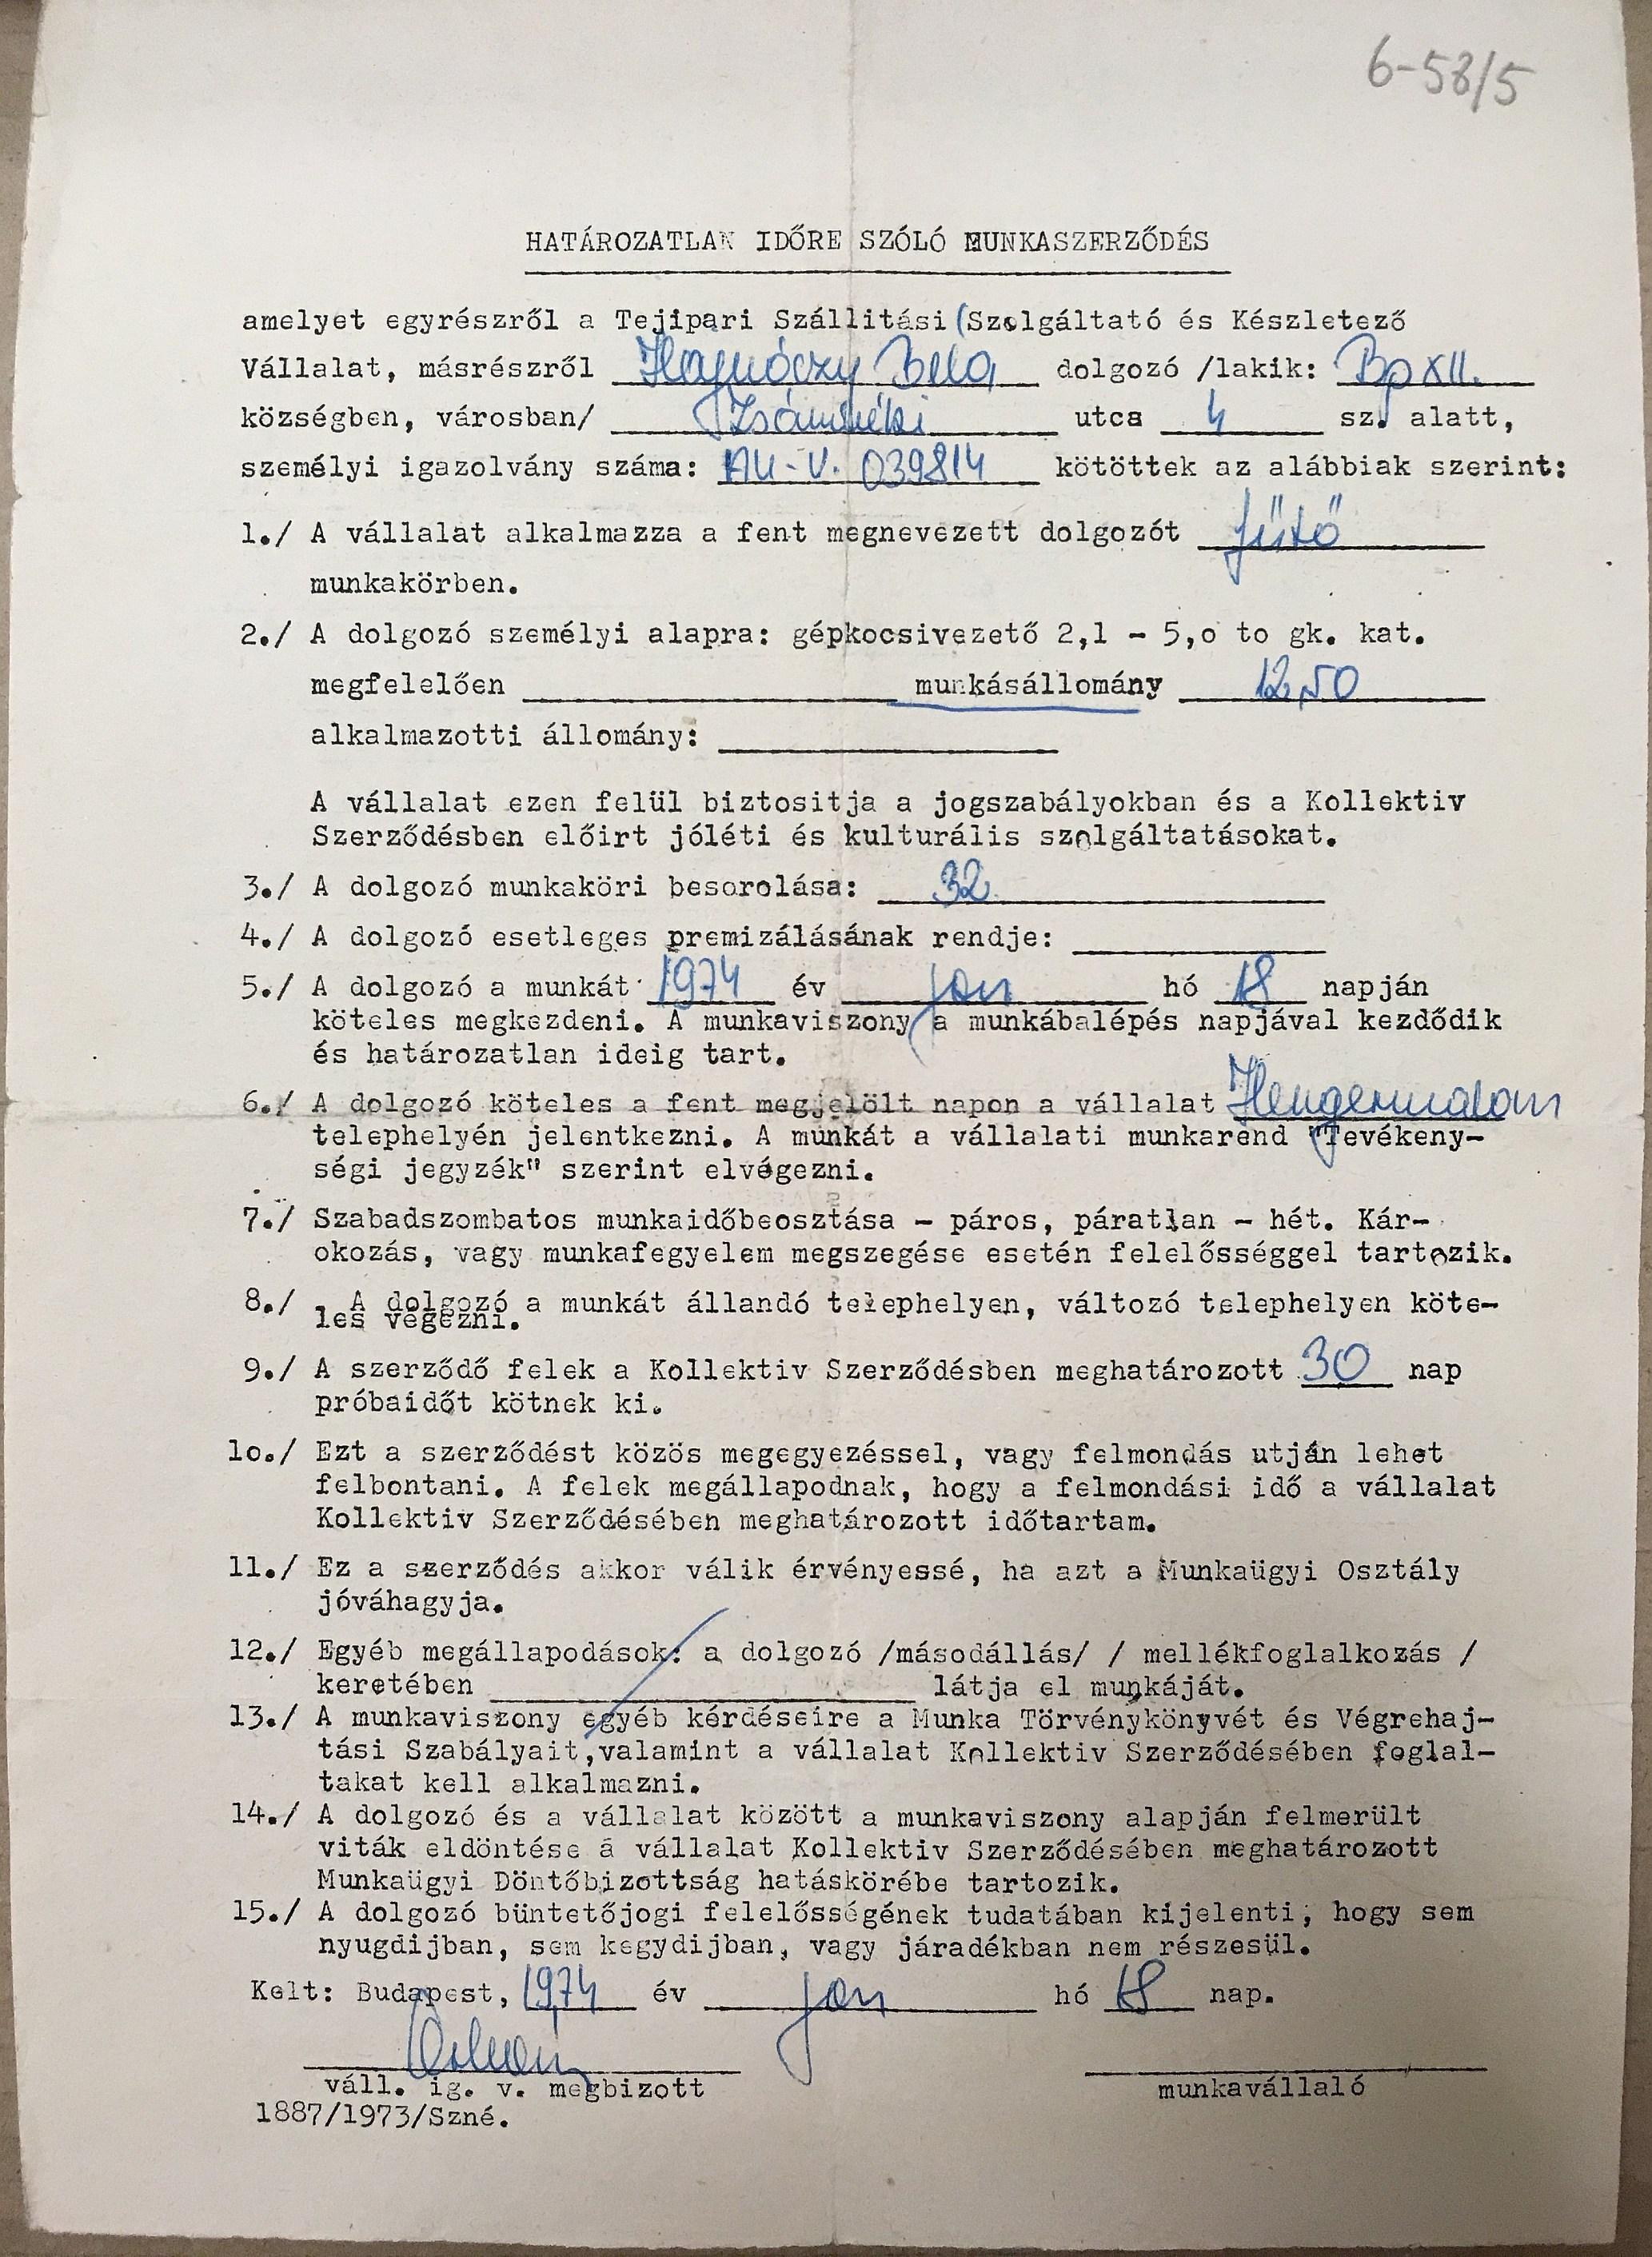 6-58/5
HATÁROZATLAN IDŐRE SZÓLÓ MUNKASZERZŐDÉS
amelyet egyrészről a Tejipari Szállitási (Szolgáltató és Készletező
Vállalat, másrészről Hajnóczy Béla dolgozó /lakik: Bp XII.
községben, városban/ Zsámbéki utca 4 sz. alatt,
személyi igazolvány száma: AU-V. 039814 kötöttek az alábbiak szerint:
1./ A vállalat alkalmazza a fent megnevezett dolgozót fűtő
munkakörben.
2./ A dolgozó személyi alapra: gépkocsivezető 2,1 - 5,o to gk. kat.
megfelelően munkásállomány 12,50
alkalmazotti állomány:
A vállalat ezen felül biztositja a jogszabályokban és a Kollektiv
Szerződésben előirt jóléti és kulturális szolgáltatásokat.
3./ A dolgozó munkaköri besorolása: 32
4./ A dolgozó esetleges premizálásának rendje:
5./ A dolgozó a munkát 1974 év jan hó 18 napján
köteles megkezdeni. A munkaviszony a munkábalépés napjával kezdődik
és határozatlan ideig tart.
6./ A dolgozó köteles a fent megjelölt napon a vállalat Hengermalom
telephelyén jelentkezni. A munkát a vállalati munkarend "Tevékeny-
ségi jegyzék" szerint elvégezni.
7./ Szabadszombatos munkaidőbeosztása - páros, páratlan - hét. Kár-
okozás, vagy munkafegyelem megszegése esetén felelősséggel tartozik.
8./ A dolgozó a munkát állandó telephelyen, változó telephelyen köte-
les végezni.
9./ A szerződő felek a Kollektiv Szerződésben meghatározott 30 nap
próbaidőt kötnek ki.
1o./ Ezt a szerződést közös megegyezéssel, vagy felmondás utján lehet
felbontani. A felek megállapodnak, hogy a felmondási idő a vállalat
Kollektiv Szerződésében meghatározott időtartam.
11./ Ez a szerződés akkor válik érvényessé, ha azt a Munkaügyi Osztály
jóváhagyja.
12./ Egyéb megállapodások: a dolgozó /másodállás/ / mellékfoglalkozás /
keretében látja el munkáját.
13./ A munkaviszony egyéb kérdéseire a Munka Törvénykönyvét és Végrehaj-
tási Szabályait,valamint a vállalat Kollektiv Szerződésében foglal-
takat kell alkalmazni.
14./ A dolgozó és a vállalat között a munkaviszony alapján felmerült
viták eldöntése a vállalat Kollektiv Szerződésében meghatározott
Munkaügyi Döntőbizottság hatáskörébe tartozik.
15./ A dolgozó büntetőjogi felelősségének tudatában kijelenti, hogy sem
nyugdijban, sem kegydijban, vagy járadékban nem részesül.
Kelt: Budapest, 1974 év jan hó 18 nap.
váll. ig. v. megbizott munkavállaló
1887/1973/Szné.